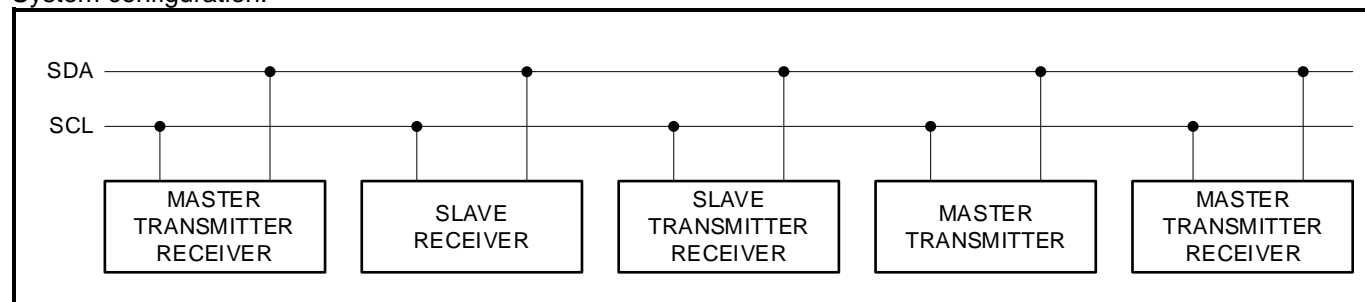 System configuration.
SDA
SCL
MASTER
TRANSMITTER
RECEIVER
SLAVE
RECEIVER
SLAVE
TRANSMITTER
RECEIVER
MASTER
TRANSMITTER
MASTER
TRANSMITTER
RECEIVER